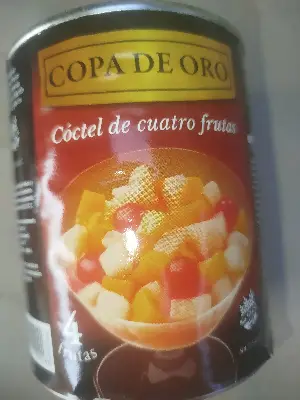 COPA DE ORO
Cóctel de cuatro frutas
4
frutas